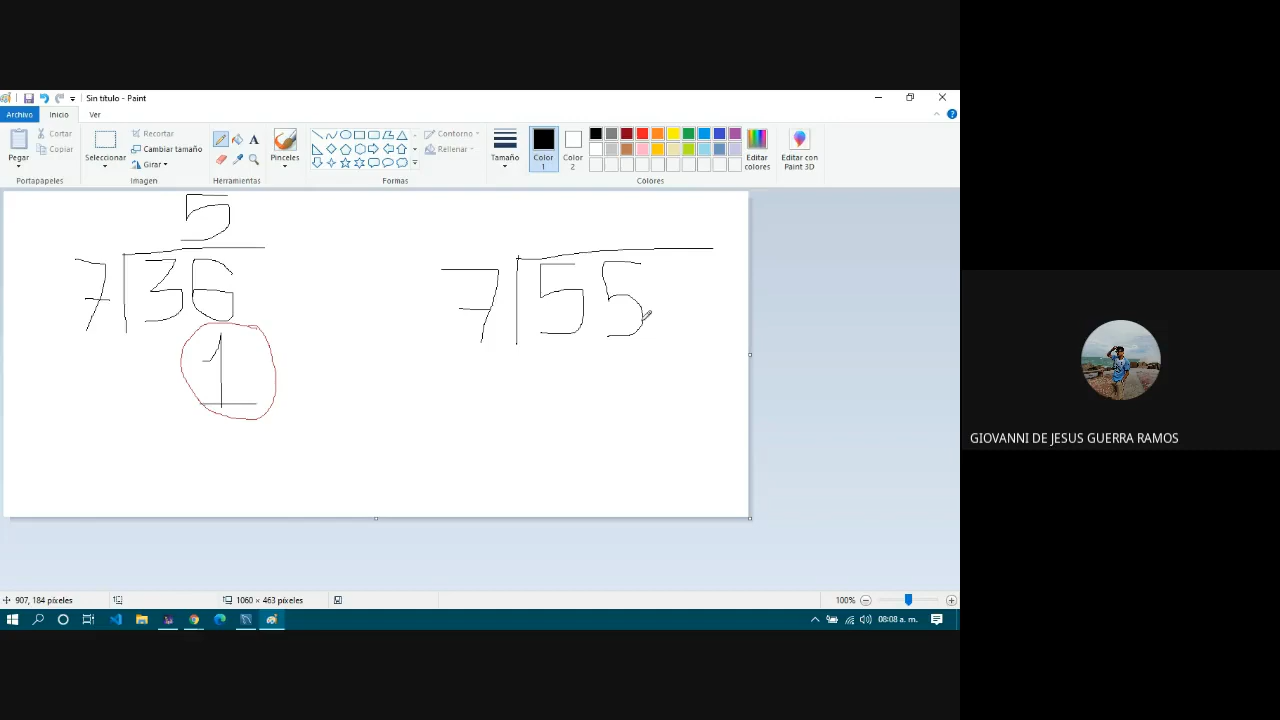 Sin título - Paint
Archivo Inicio Ver
Pegar
Cortar
Copiar
Portapapeles
Seleccionar
Recortar
Cambiar tamaño
Girar
Imagen
A
Herramientas
Pinceles
Contorno
Rellenar
Formas
Tamaño
Color 1
Color 2
Editar colores
Editar con Paint 3D
Colores
5
7 36
1
7 55
GIOVANNI DE JESUS GUERRA RAMOS
907, 184 píxeles
1060 × 463 píxeles
100%
08:08 a. m.